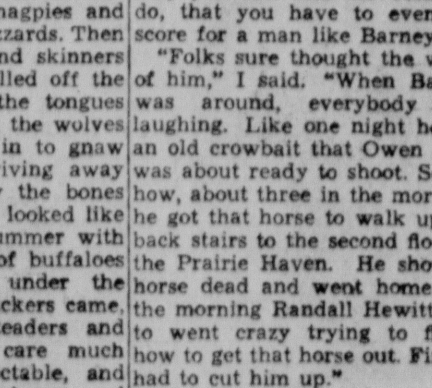 magpies and
zzards. Then
nd skinners
lled off the
the tongues
the wolves
in to gnaw
iving away
the bones
looked like
ummer with
of buffaloes
under the
ckers came,
eaders and
care much
ctable, and
do, that you have to even
score for a man like Barney
"Folks sure thought the w
of him," I said. "When Ba
was around, everybody
laughing. Like one night he
an old crowbait that Owen
was about ready to shoot. S
how, about three in the mor
he got that horse to walk up
back stairs to the second flo
the Prairie Haven. He sho
horse dead and went home
the morning Randall Hewitt
to went crazy trying to f
how to get that horse out. Fi
had to cut him up."